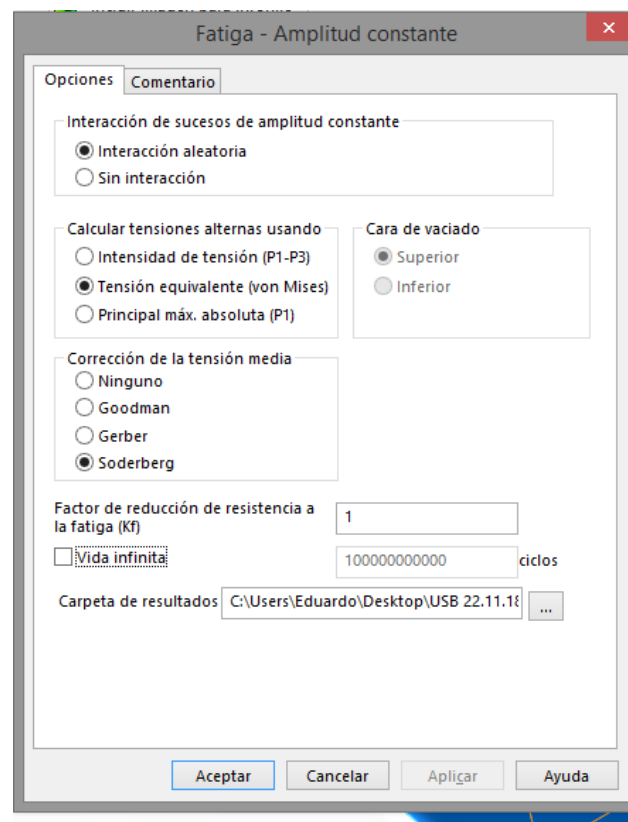 Fatiga - Amplitud constante
Opciones Comentario
Interacción de sucesos de amplitud constante
Interacción aleatoria
Sin interacción
Calcular tensiones alternas usando
Intensidad de tensión (P1-P3)
Tensión equivalente (von Mises)
Principal máx. absoluta (P1)
Cara de vaciado
Superior
Inferior
Corrección de la tensión media
Ninguno
Goodman
Gerber
Soderberg
Factor de reducción de resistencia a
la fatiga (Kf)
1
Vida infinita
100000000000 ciclos
Carpeta de resultados C:\Users\Eduardo\Desktop\USB 22.11.18 ...
Aceptar Cancelar Aplicar Ayuda